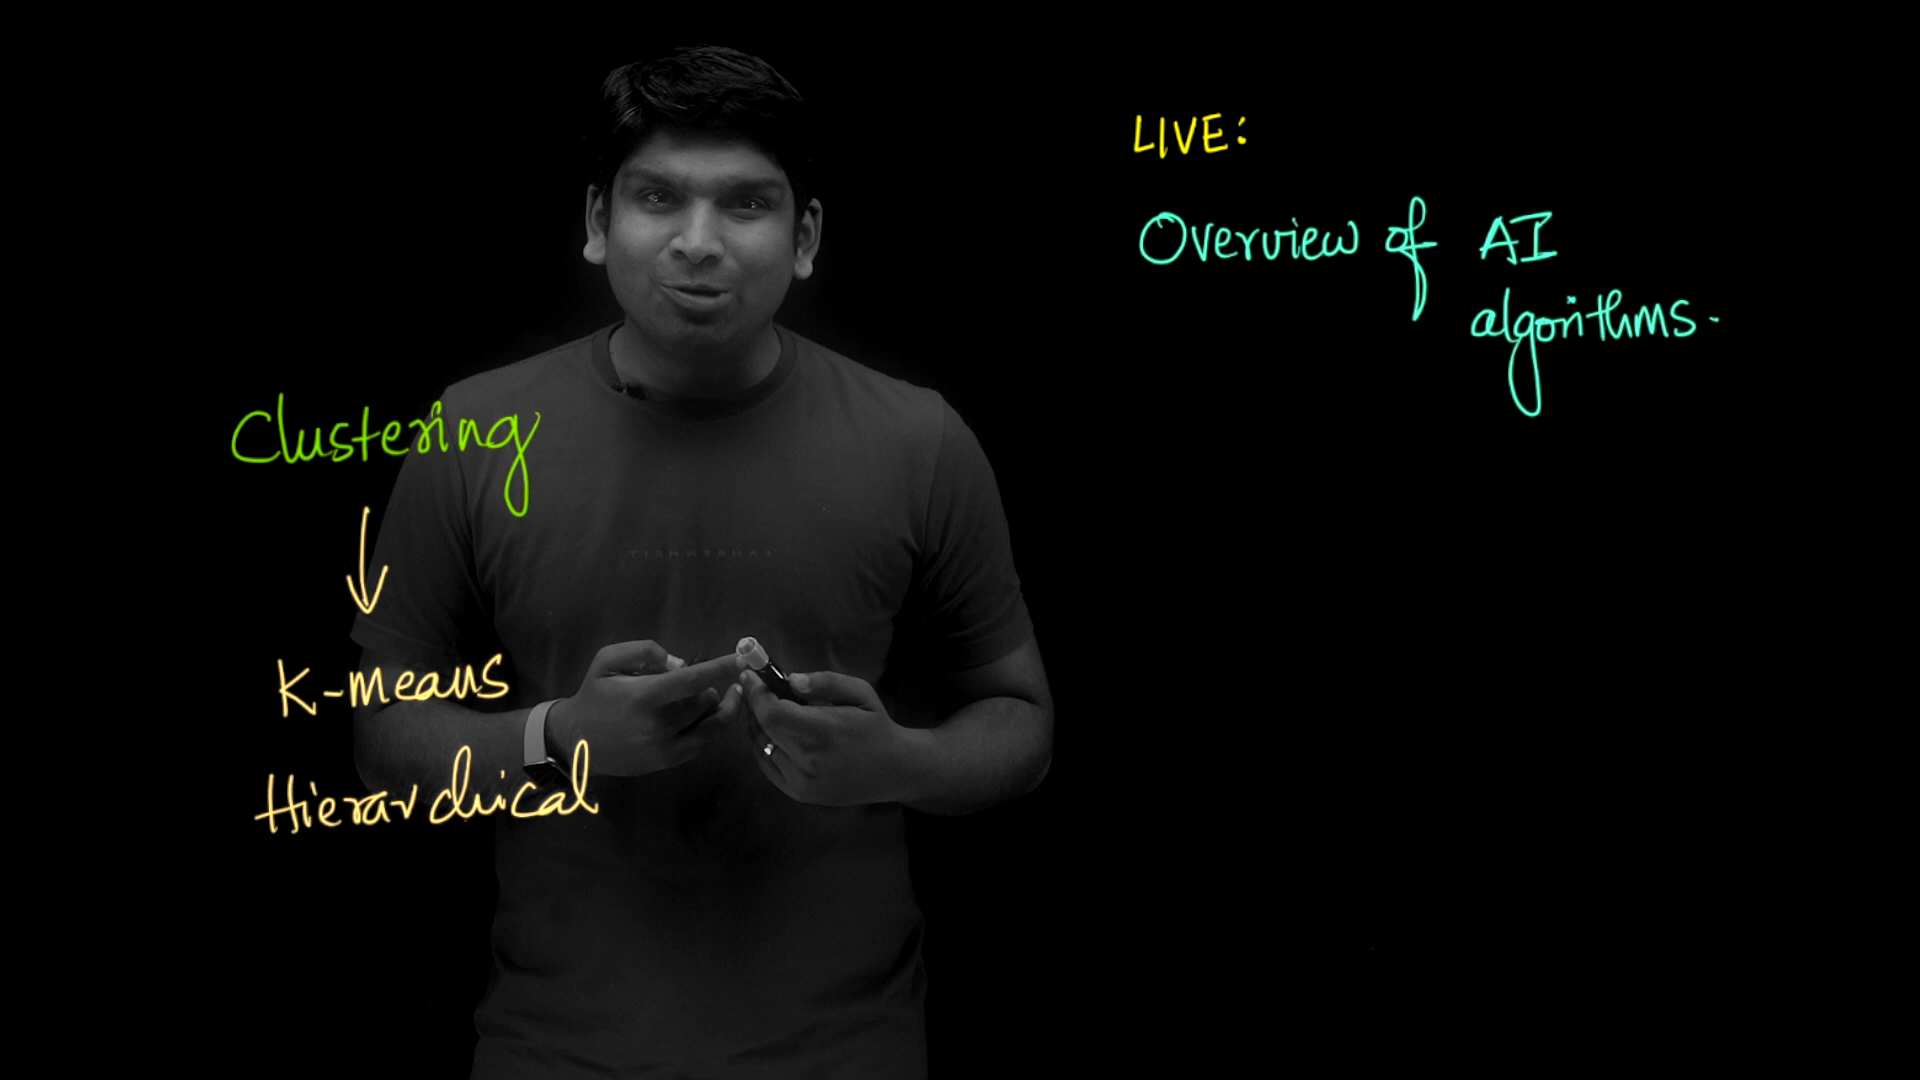 LIVE:
Overview of AI
algorithms.
Clustering
K-means
Hierarchical